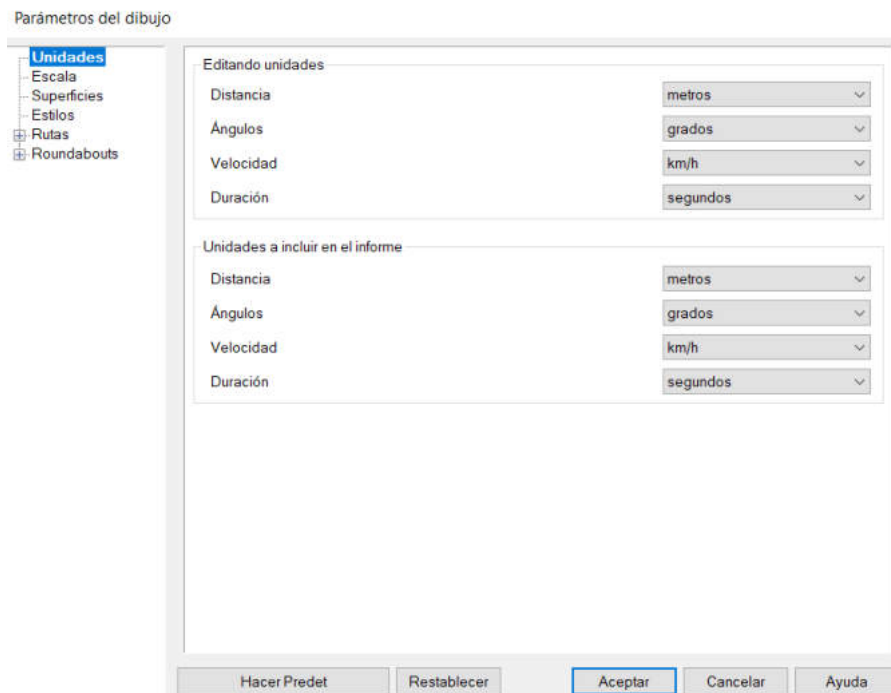 Parámetros del dibujo
Unidades
Escala
Superficies
Estilos
Rutas
Roundabouts
Editando unidades
Distancia metros
Ángulos grados
Velocidad km/h
Duración segundos
Unidades a incluir en el informe
Distancia metros
Ángulos grados
Velocidad km/h
Duración segundos
Hacer Predet Restablecer Aceptar Cancelar Ayuda